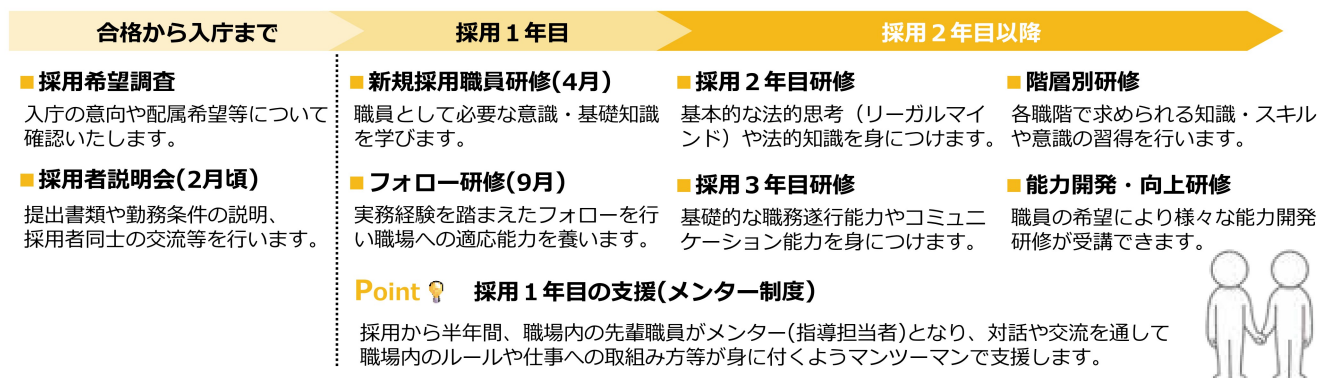 合格から入庁まで
採用１年目
採用２年目以降
■採用希望調査
入庁の意向や配属希望等について
確認いたします。
■採用者説明会(2月頃)
提出書類や勤務条件の説明、
採用者同士の交流等を行います。
■新規採用職員研修(4月)
職員として必要な意識・基礎知識
を学びます。
■フォロー研修(9月)
実務経験を踏まえたフォローを行
い職場への適応能力を養います。
■採用２年目研修
基本的な法的思考（リーガルマイ
ンド）や法的知識を身につけます。
■採用３年目研修
基礎的な職務遂行能力やコミュニ
ケーション能力を身につけます。
■階層別研修
各職階で求められる知識・スキル
や意識の習得を行います。
■能力開発・向上研修
職員の希望により様々な能力開発
研修が受講できます。
Point 採用１年目の支援(メンター制度)
採用から半年間、職場内の先輩職員がメンター(指導担当者)となり、対話や交流を通して
職場内のルールや仕事への取組み方等が身に付くようマンツーマンで支援します。